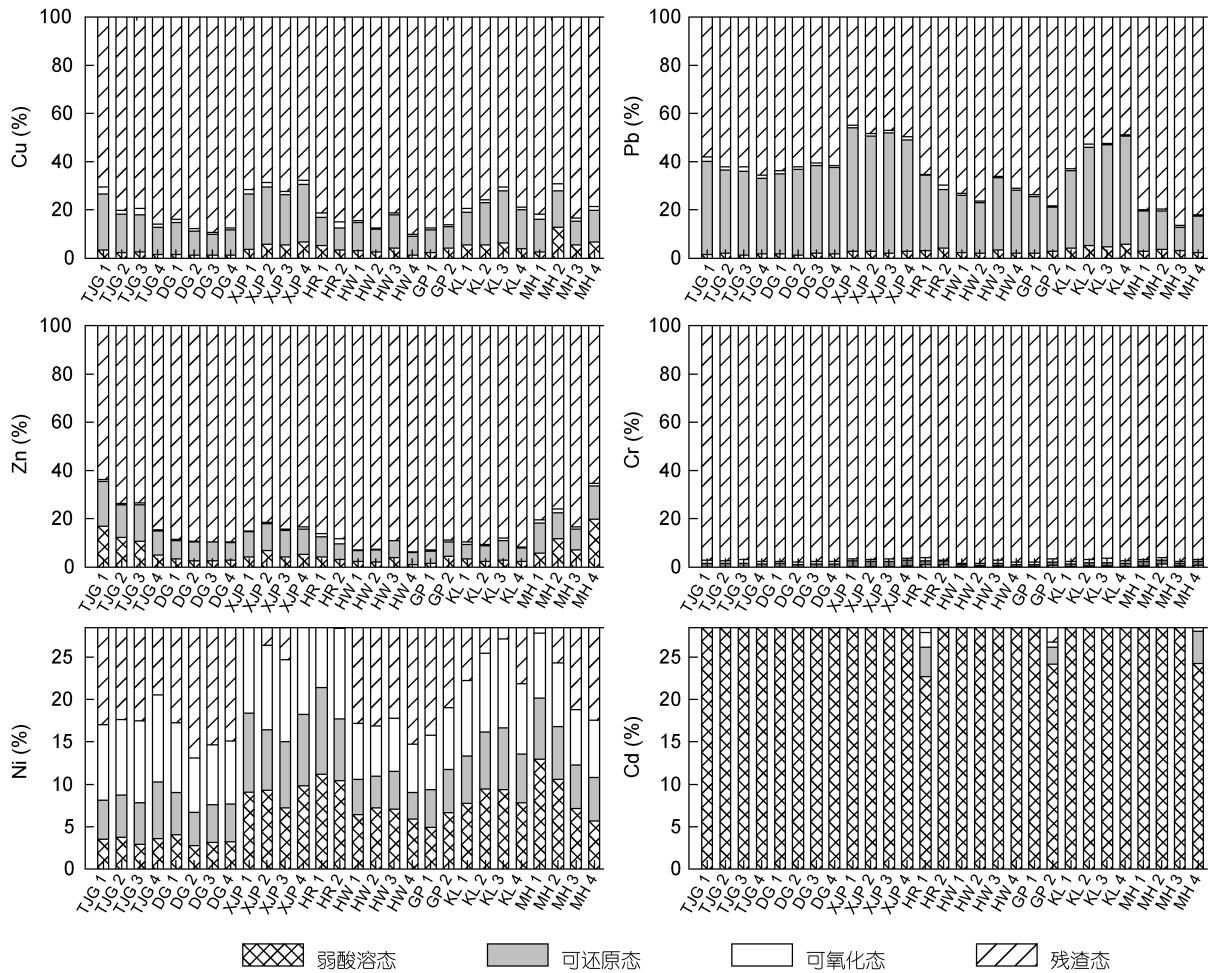 100
80
60
40
20
0
Cu (%)
TJG 1 TJG 2 TJG 3 TJG 4 DG 1 DG 2 DG 3 DG 4 XJP 1 XJP 2 XJP 3 XJP 4 HR 1 HR 2 HW 1 HW 2 HW 3 HW 4 GP 1 GP 2 KL 1 KL 2 KL 3 KL 4 MH 1 MH 2 MH 3 MH 4
100
80
60
40
20
0
Pb (%)
TJG 1 TJG 2 TJG 3 TJG 4 DG 1 DG 2 DG 3 DG 4 XJP 1 XJP 2 XJP 3 XJP 4 HR 1 HR 2 HW 1 HW 2 HW 3 HW 4 GP 1 GP 2 KL 1 KL 2 KL 3 KL 4 MH 1 MH 2 MH 3 MH 4
100
80
60
40
20
0
Zn (%)
TJG 1 TJG 2 TJG 3 TJG 4 DG 1 DG 2 DG 3 DG 4 XJP 1 XJP 2 XJP 3 XJP 4 HR 1 HR 2 HW 1 HW 2 HW 3 HW 4 GP 1 GP 2 KL 1 KL 2 KL 3 KL 4 MH 1 MH 2 MH 3 MH 4
100
80
60
40
20
0
Cr (%)
TJG 1 TJG 2 TJG 3 TJG 4 DG 1 DG 2 DG 3 DG 4 XJP 1 XJP 2 XJP 3 XJP 4 HR 1 HR 2 HW 1 HW 2 HW 3 HW 4 GP 1 GP 2 KL 1 KL 2 KL 3 KL 4 MH 1 MH 2 MH 3 MH 4
25
20
15
10
5
0
Ni (%)
TJG 1 TJG 2 TJG 3 TJG 4 DG 1 DG 2 DG 3 DG 4 XJP 1 XJP 2 XJP 3 XJP 4 HR 1 HR 2 HW 1 HW 2 HW 3 HW 4 GP 1 GP 2 KL 1 KL 2 KL 3 KL 4 MH 1 MH 2 MH 3 MH 4
25
20
15
10
5
0
Cd (%)
TJG 1 TJG 2 TJG 3 TJG 4 DG 1 DG 2 DG 3 DG 4 XJP 1 XJP 2 XJP 3 XJP 4 HR 1 HR 2 HW 1 HW 2 HW 3 HW 4 GP 1 GP 2 KL 1 KL 2 KL 3 KL 4 MH 1 MH 2 MH 3 MH 4
弱酸溶态 可还原态 可氧化态 残渣态